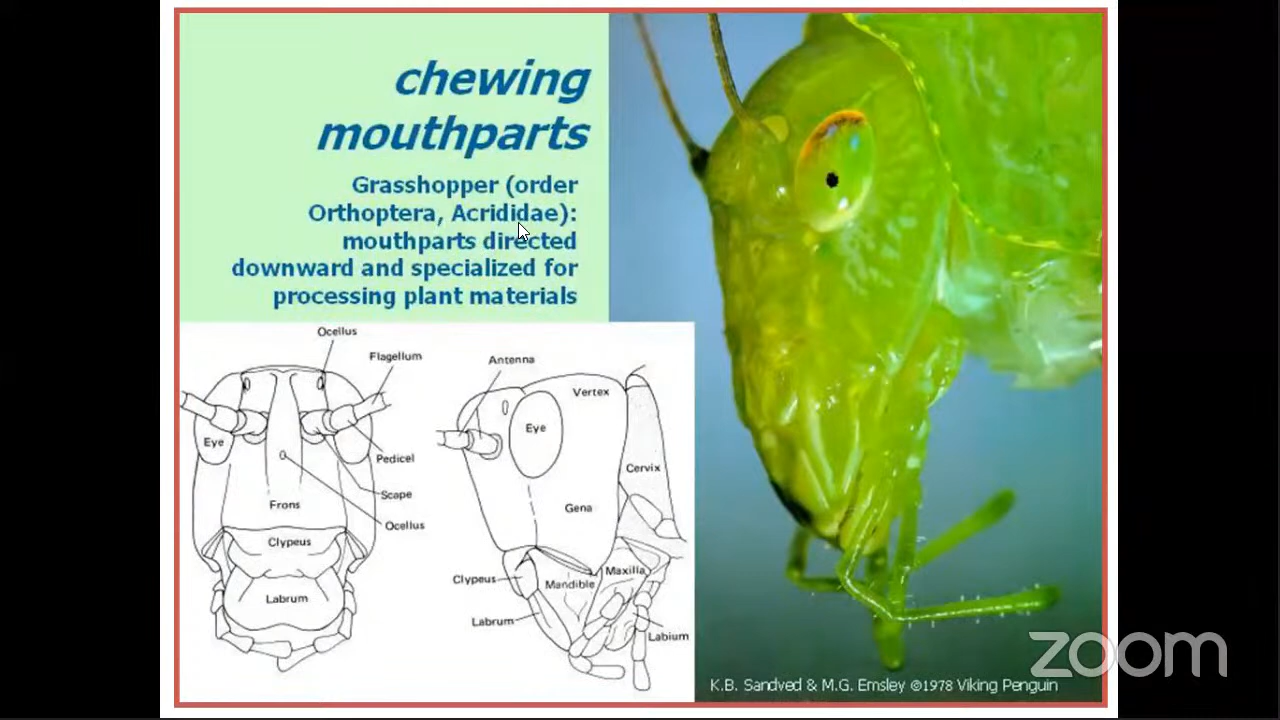 chewing
mouthparts
Grasshopper (order
Orthoptera, Acrididae):
mouthparts directed
downward and specialized for
processing plant materials
Ocellus
Flagellum
Eye
Pedicel
Scape
Frons
Ocellus
Clypeus
Labrum
Antenna
Vertex
Eye
Cervix
Gena
Clypeus
Mandible
Maxilla
Labrum
Labium
K.B. Sandved & M.G. Emsley ©1978 Viking Penguin
zoom